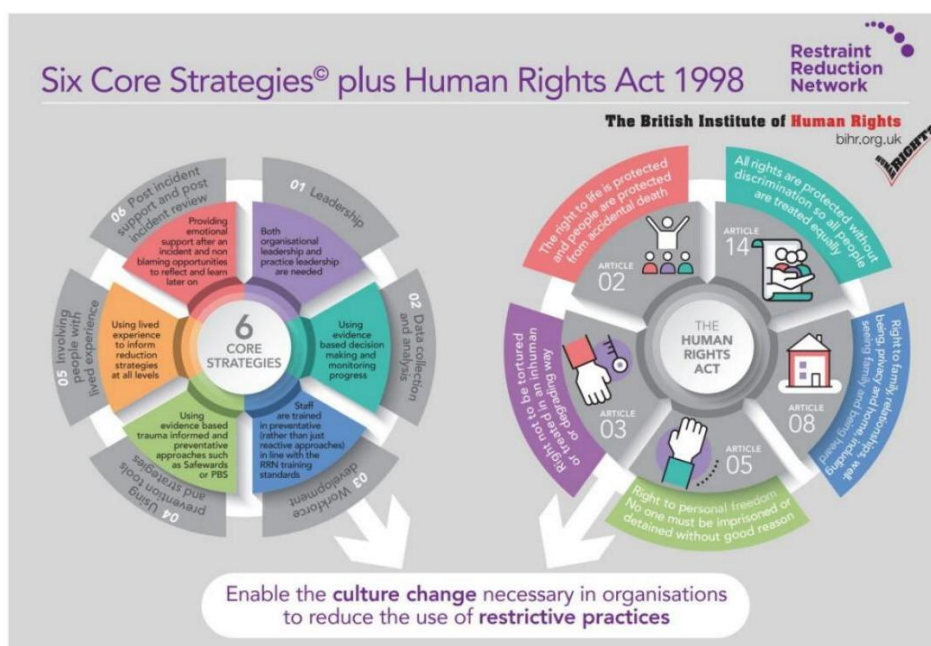 Six Core Strategies© plus Human Rights Act 1998
Restraint
Reduction
Network
The British Institute of Human Rights
bihr.org.uk
HUMAN RIGHTS
01 Leadership
Both
organisational
leadership and
practice leadership
are needed
02 Data collection
and analysis
Using
evidence
based decision
making and
monitoring
progress
03 Workforce
development
Staff
are trained in
preventative
(rather than just
reactive approaches)
in line with the
RRN training
standards
04 Using
prevention tools
and strategies
Using
evidence based
trauma informed and
preventative
approaches such
as Safewards
or PBS
05 Involving
people with
lived experience
Using lived
experience
to inform
reduction
strategies
at all levels
06 Post incident
support and post
incident review
Providing
emotional
support after an
incident and non
blaming opportunities
to reflect and learn
later on
6
CORE
STRATEGIES
The right to life is protected
and people are protected
from accidental death
ARTICLE
02
All rights are protected without
discrimination so all people
are treated equally
ARTICLE
14
Right to family, relationships, well-
being, privacy and home, including
seeing family and being heard
ARTICLE
08
Right to personal freedom
No one must be imprisoned or
detained without good reason
ARTICLE
05
Right not to be tortured
or treated in an inhuman
or degrading way
ARTICLE
03
THE
HUMAN
RIGHTS
ACT
Enable the culture change necessary in organisations
to reduce the use of restrictive practices